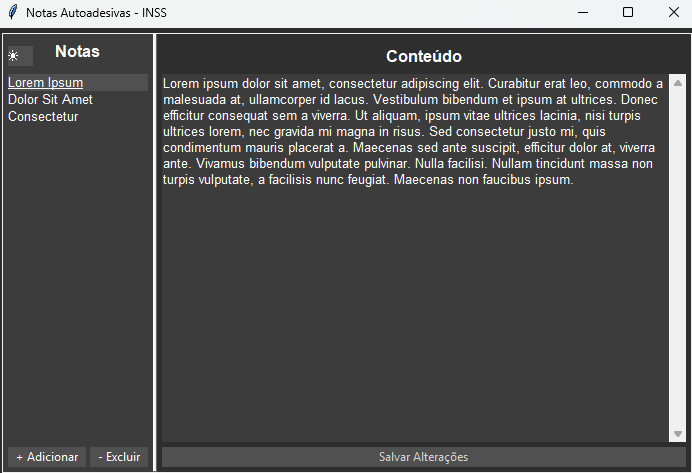 Notas Autoadesivas - INSS
Notas
Lorem Ipsum
Dolor Sit Amet
Consectetur
+ Adicionar
- Excluir
Conteúdo
Lorem ipsum dolor sit amet, consectetur adipiscing elit. Curabitur erat leo, commodo a
malesuada at, ullamcorper id lacus. Vestibulum bibendum et ipsum at ultrices. Donec
efficitur consequat sem a viverra. Ut aliquam, ipsum vitae ultrices lacinia, nisi turpis
ultrices lorem, nec gravida mi magna in risus. Sed consectetur justo mi, quis
condimentum mauris placerat a. Maecenas sed ante suscipit, efficitur dolor at, viverra
ante. Vivamus bibendum vulputate pulvinar. Nulla facilisi. Nullam tincidunt massa non
turpis vulputate, a facilisis nunc feugiat. Maecenas non faucibus ipsum.
Salvar Alterações